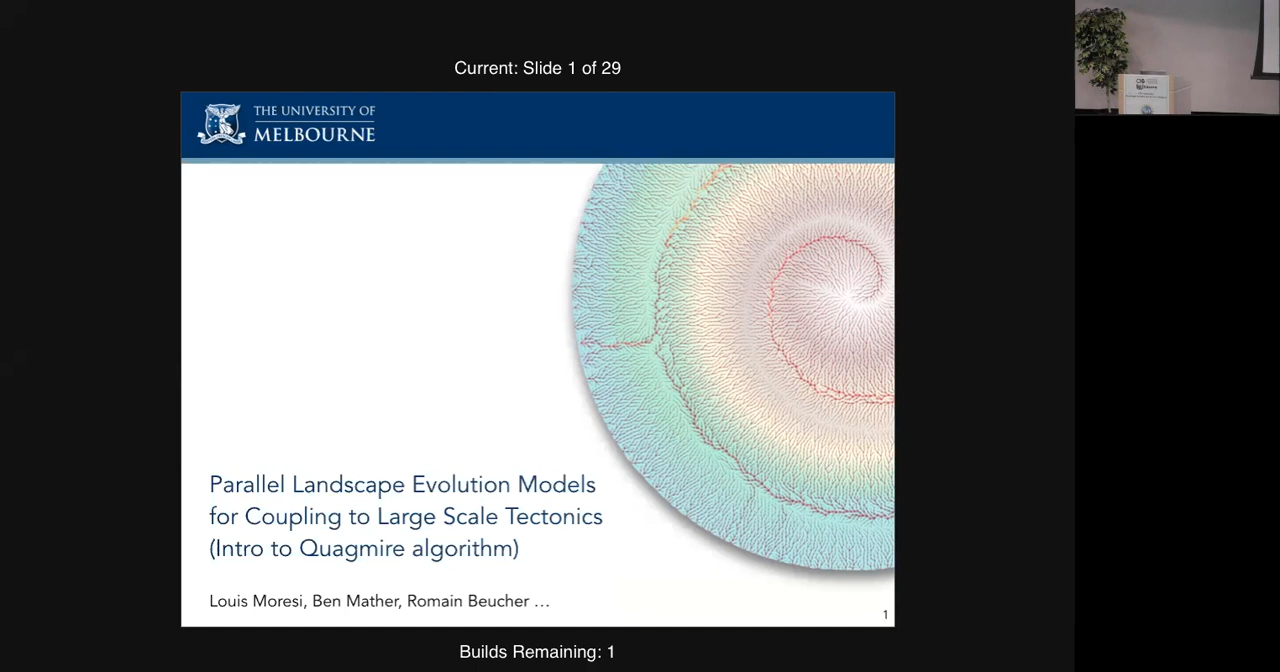 Current: Slide 1 of 29
THE UNIVERSITY OF
MELBOURNE
Parallel Landscape Evolution Models
for Coupling to Large Scale Tectonics
(Intro to Quagmire algorithm)
Louis Moresi, Ben Mather, Romain Beucher …
1
Builds Remaining: 1